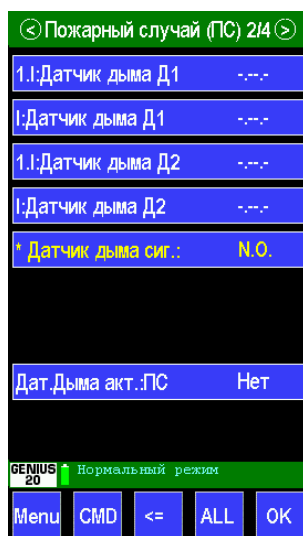 < Пожарный случай (ПС) 2/4 >
1.I:Датчик дыма Д1 -.--.-
I:Датчик дыма Д1 -.--.-
1.I:Датчик дыма Д2 -.--.-
I:Датчик дыма Д2 -.--.-
* Датчик дыма сиг.: N.O.
Дат.Дыма акт.:ПС Нет
GENIUS 20 Нормальный режим
Menu CMD <= ALL OK